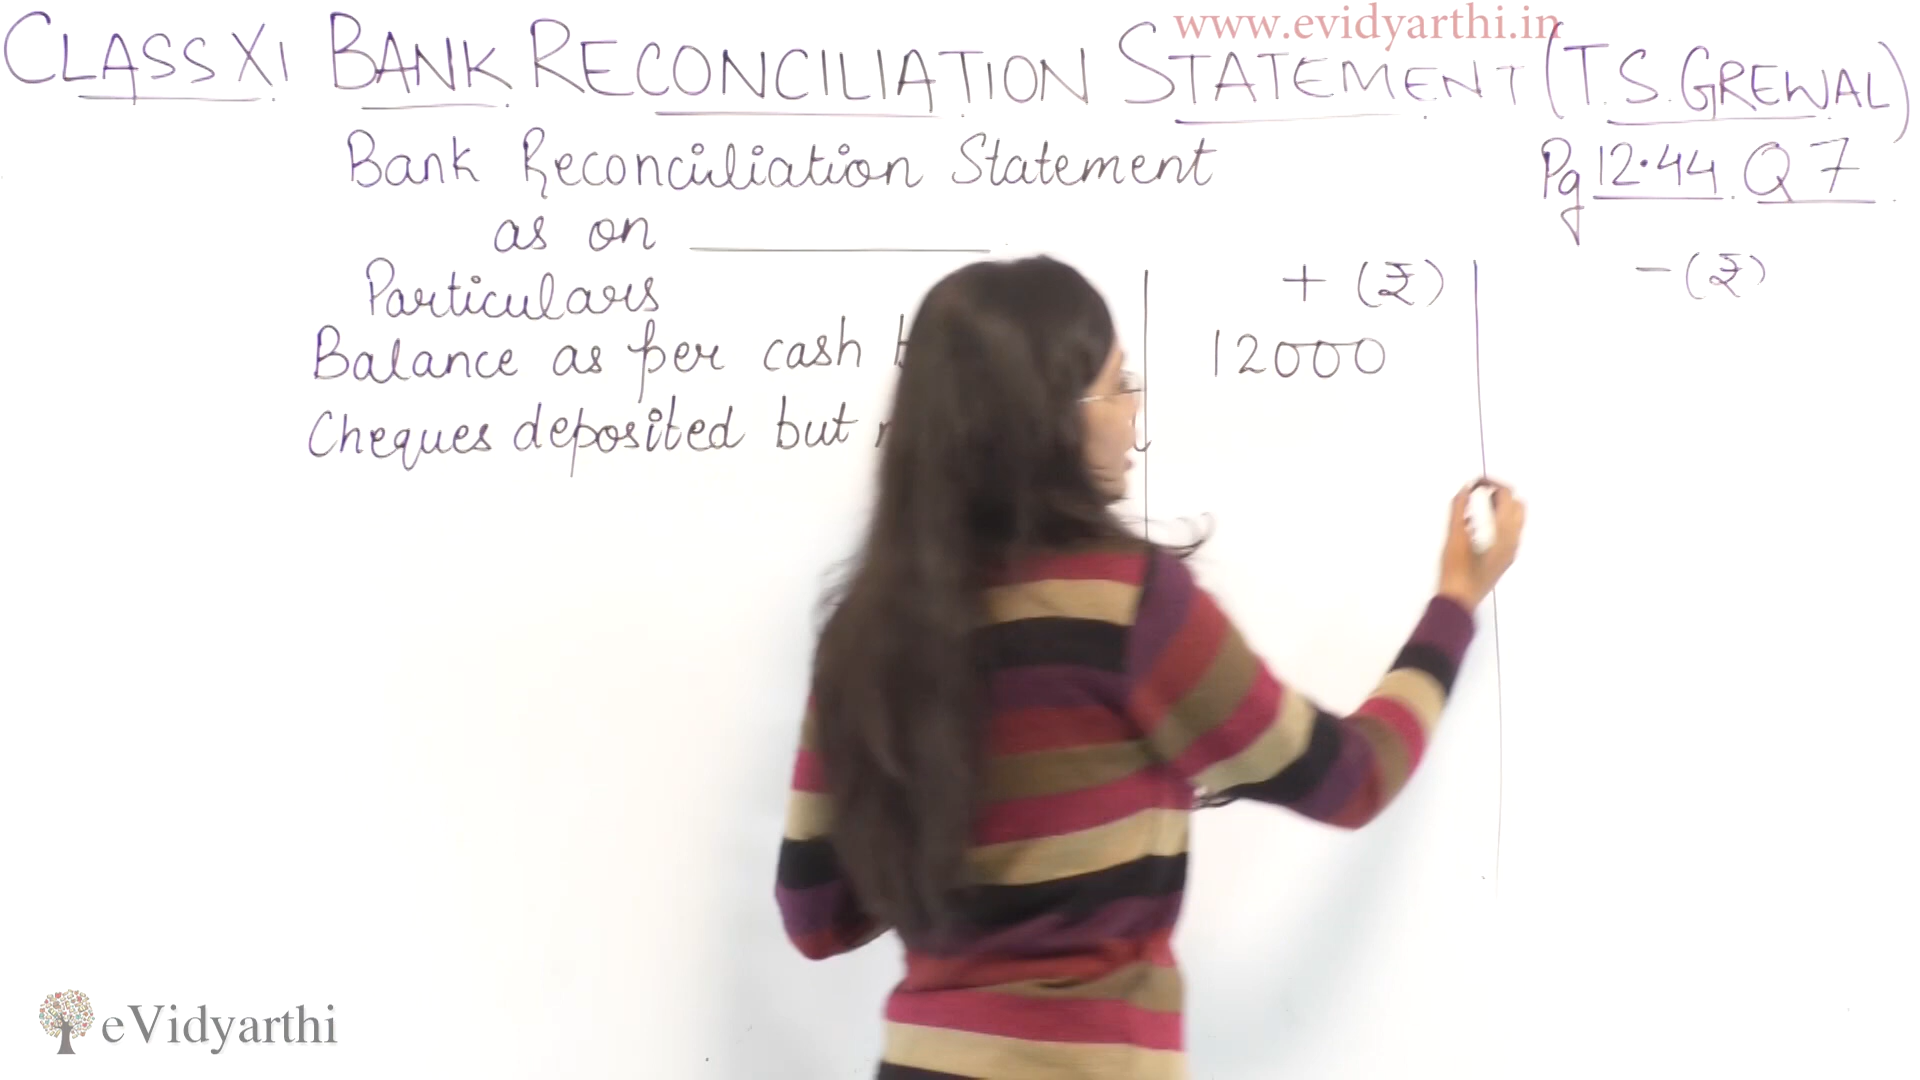 www.evidyarthi.in
CLASS XI BANK RECONCILIATION STATEMENT (T.S. GREWAL)
Bank Reconciliation Statement
Pg 12.44 Q 7
as on
Particulars + (₹) - (₹)
Balance as per cash 12000
Cheques deposited but
eVidyarthi